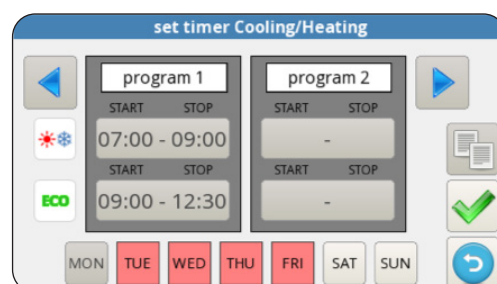 set timer Cooling/Heating
program 1 program 2
START STOP START STOP
07:00 - 09:00 -
START STOP START STOP
ECO 09:00 - 12:30 -
MON TUE WED THU FRI SAT SUN